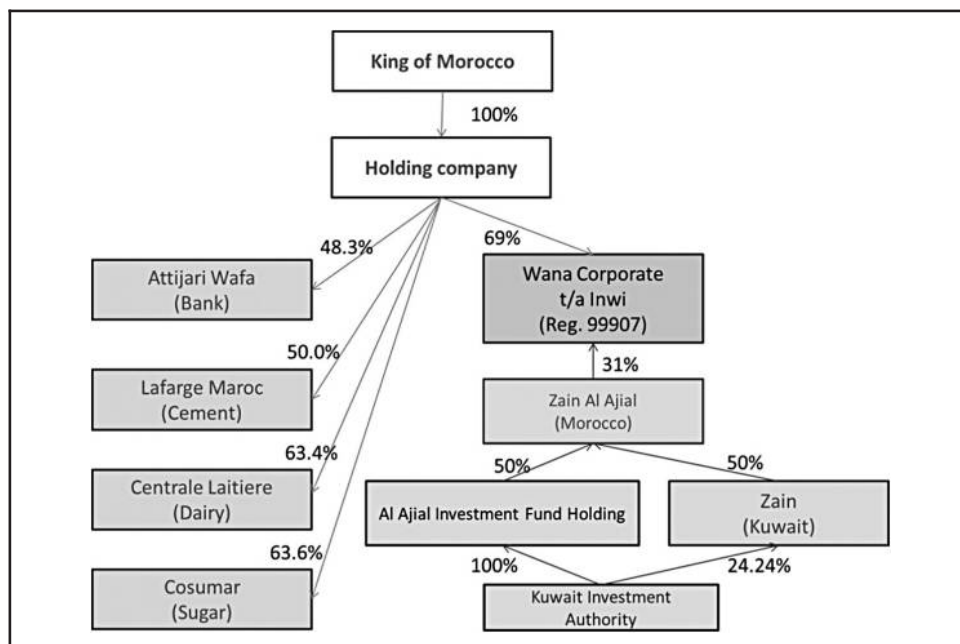 King of Morocco
100%
Holding company
48.3%
69%
Attijari Wafa
(Bank)
Wana Corporate
t/a Inwi
(Reg. 99907)
50.0%
31%
Lafarge Maroc
(Cement)
Zain Al Ajial
(Morocco)
63.4%
50%
50%
Centrale Laitiere
(Dairy)
Al Ajial Investment Fund Holding
Zain
(Kuwait)
63.6%
100%
24.24%
Cosumar
(Sugar)
Kuwait Investment
Authority